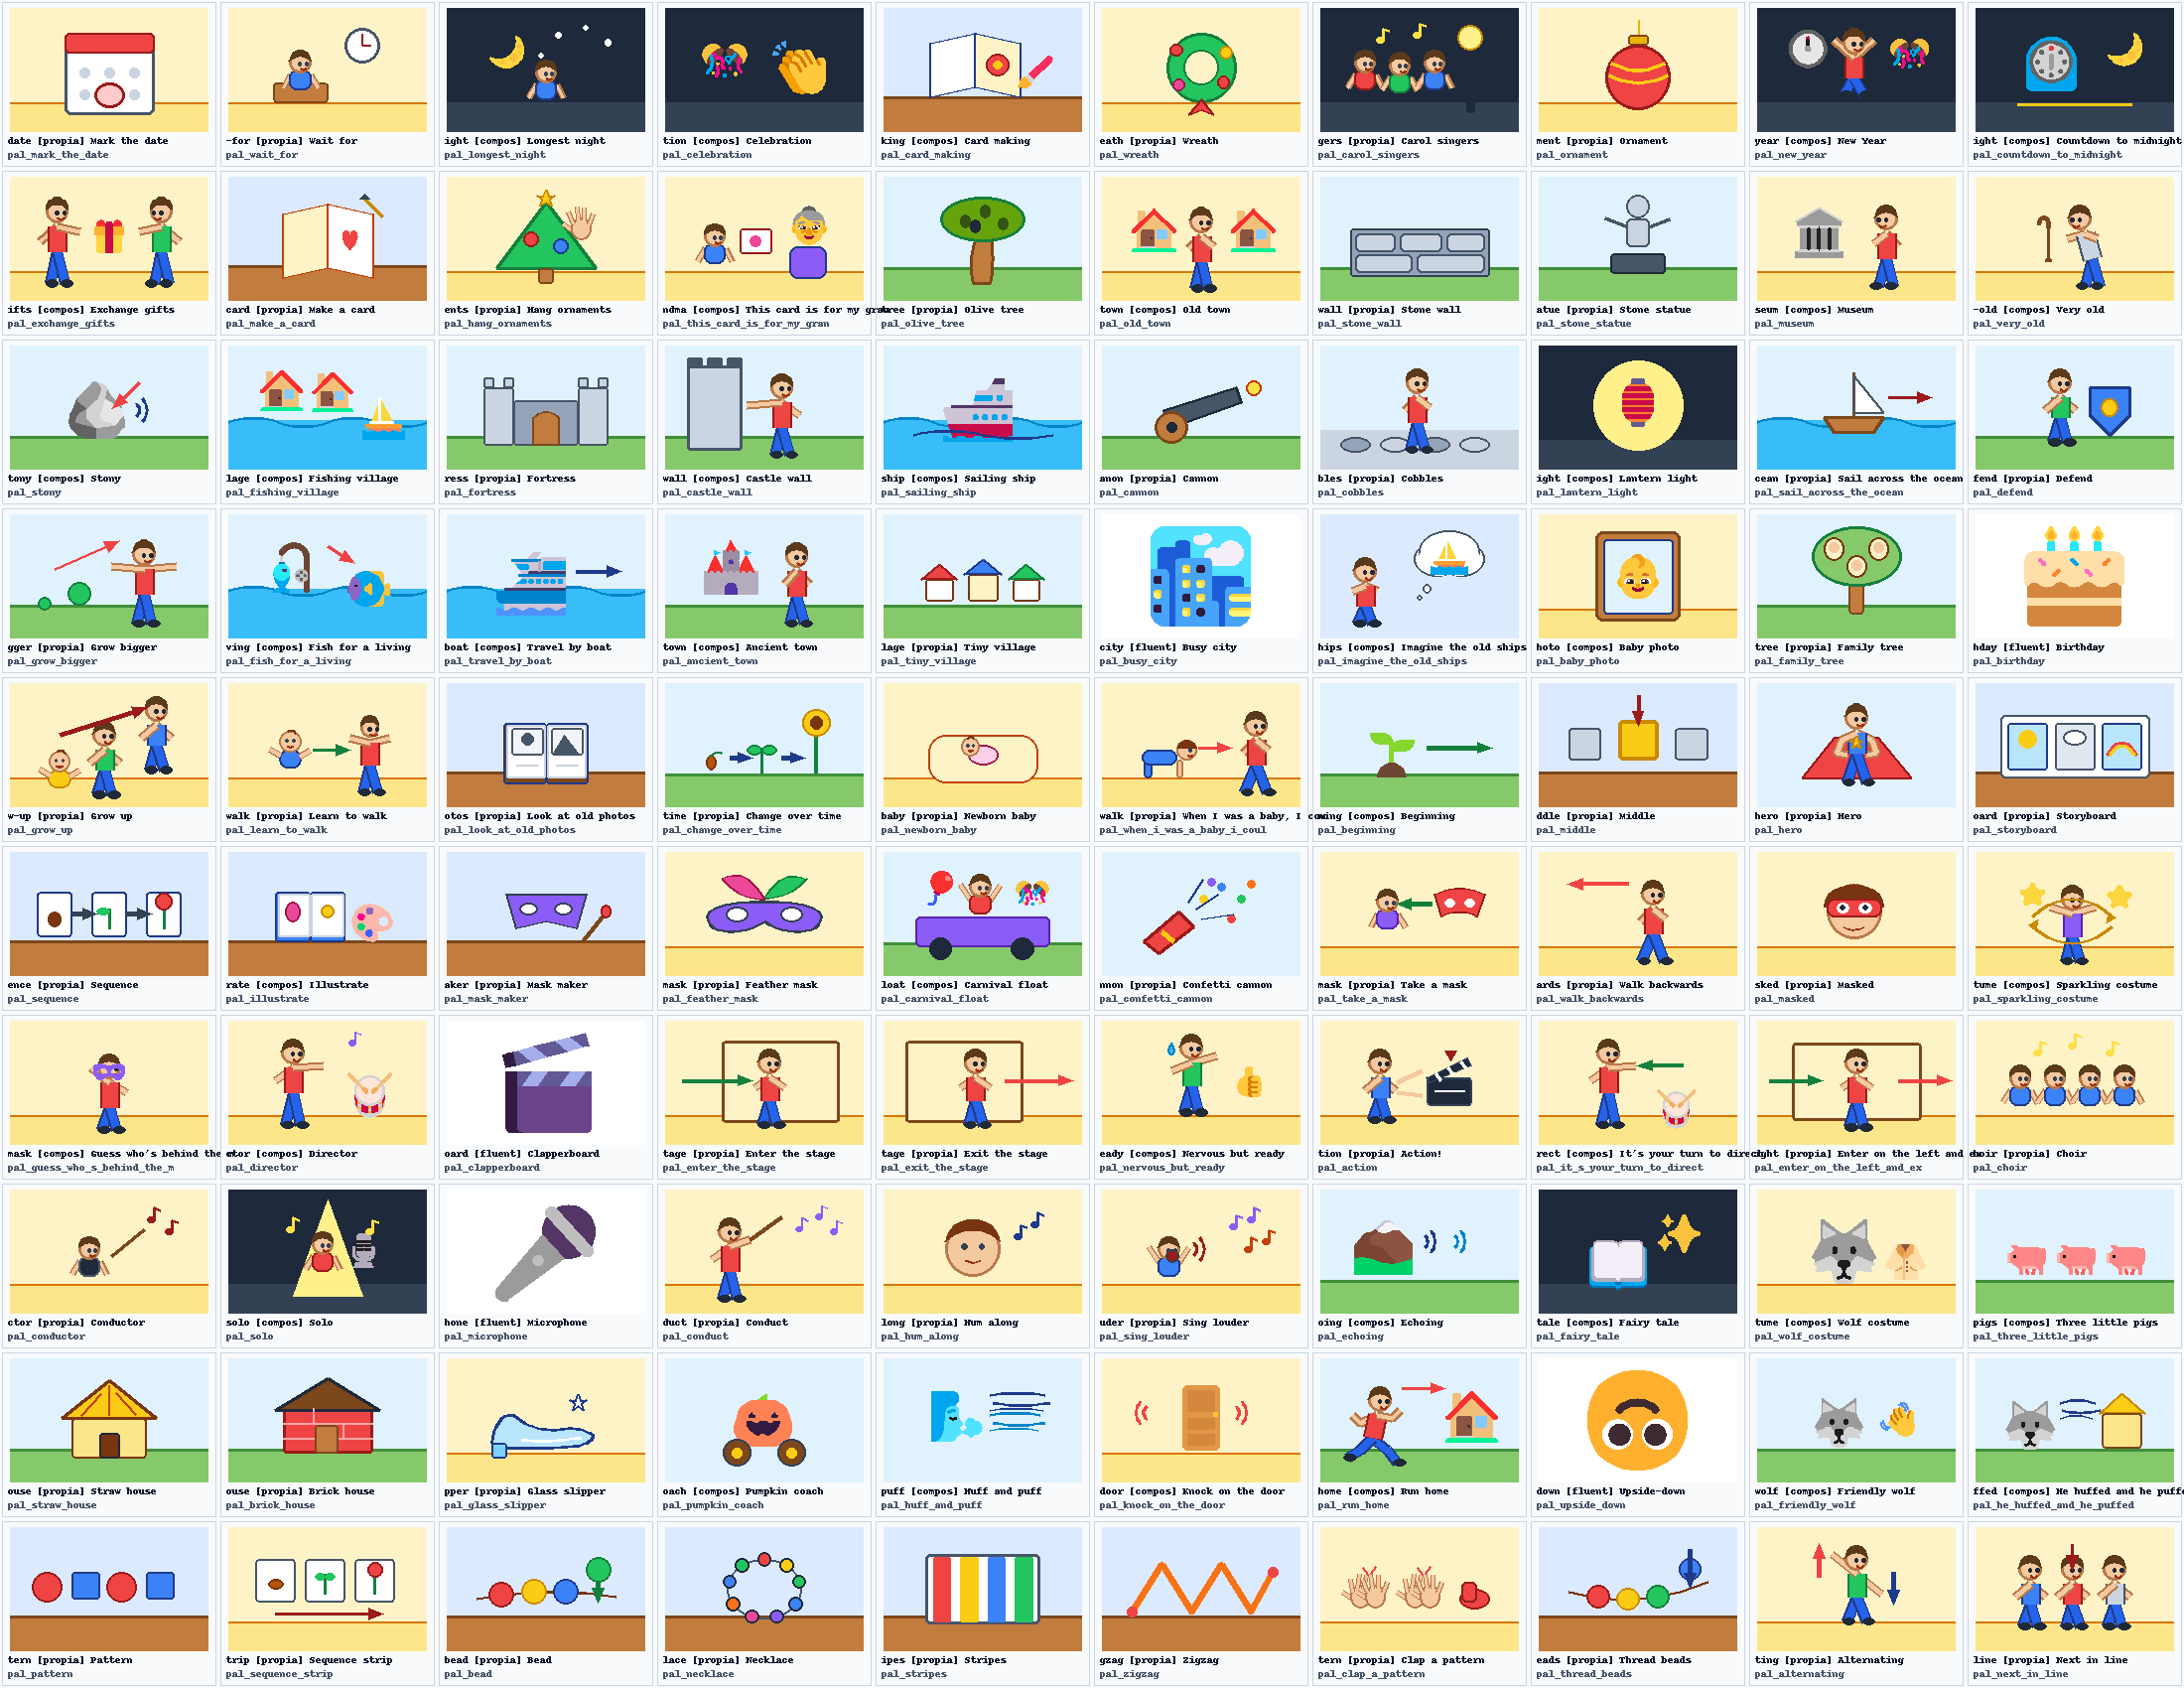 date [propia] Mark the date
pal_mark_the_date
-for [propia] Wait for
pal_wait_for
ight [compos] Longest night
pal_longest_night
tion [compos] Celebration
pal_celebration
king [compos] Card making
pal_card_making
eath [propia] Wreath
pal_wreath
gers [propia] Carol singers
pal_carol_singers
ment [propia] Ornament
pal_ornament
year [compos] New Year
pal_new_year
ight [compos] Countdown to midnight
pal_countdown_to_midnight
ifts [compos] Exchange gifts
pal_exchange_gifts
card [propia] Make a card
pal_make_a_card
ents [propia] Hang ornaments
pal_hang_ornaments
ndma [compos] This card is for my
pal_this_card_is_for_my_gran
tree [propia] Olive tree
pal_olive_tree
town [compos] Old town
pal_old_town
wall [propia] Stone wall
pal_stone_wall
atue [propia] Stone statue
pal_stone_statue
seum [compos] Museum
pal_museum
-old [compos] Very old
pal_very_old
tony [compos] Stony
pal_stony
lage [compos] Fishing village
pal_fishing_village
ress [propia] Fortress
pal_fortress
wall [compos] Castle wall
pal_castle_wall
ship [compos] Sailing ship
pal_sailing_ship
nnon [propia] Cannon
pal_cannon
bles [propia] Cobbles
pal_cobbles
ight [compos] Lantern light
pal_lantern_light
cean [propia] Sail across the ocean
pal_sail_across_the_ocean
fend [propia] Defend
pal_defend
gger [propia] Grow bigger
pal_grow_bigger
ving [compos] Fish for a living
pal_fish_for_a_living
boat [compos] Travel by boat
pal_travel_by_boat
town [compos] Ancient town
pal_ancient_town
lage [propia] Tiny village
pal_tiny_village
city [fluent] Busy city
pal_busy_city
hips [compos] Imagine the old ships
pal_imagine_the_old_ships
hoto [compos] Baby photo
pal_baby_photo
tree [propia] Family tree
pal_family_tree
hday [fluent] Birthday
pal_birthday
w-up [propia] Grow up
pal_grow_up
walk [propia] Learn to walk
pal_learn_to_walk
otos [propia] Look at old photos
pal_look_at_old_photos
time [propia] Change over time
pal_change_over_time
baby [propia] Newborn baby
pal_newborn_baby
walk [propia] When I was a baby, I
pal_when_i_was_a_baby_i_coul
ning [compos] Beginning
pal_beginning
ddle [propia] Middle
pal_middle
hero [propia] Hero
pal_hero
oard [propia] Storyboard
pal_storyboard
ence [propia] Sequence
pal_sequence
rate [compos] Illustrate
pal_illustrate
aker [propia] Mask maker
pal_mask_maker
mask [propia] Feather mask
pal_feather_mask
loat [compos] Carnival float
pal_carnival_float
nnon [propia] Confetti cannon
pal_confetti_cannon
mask [propia] Take a mask
pal_take_a_mask
ards [propia] Walk backwards
pal_walk_backwards
sked [propia] Masked
pal_masked
tume [compos] Sparkling costume
pal_sparkling_costume
mask [compos] Guess who's behind the
pal_guess_who_s_behind_the_m
ctor [compos] Director
pal_director
oard [fluent] Clapperboard
pal_clapperboard
tage [propia] Enter the stage
pal_enter_the_stage
tage [propia] Exit the stage
pal_exit_the_stage
eady [compos] Nervous but ready
pal_nervous_but_ready
tion [propia] Action!
pal_action
rect [compos] It's your turn to direct
pal_it_s_your_turn_to_direct
ight [propia] Enter on the left and
pal_enter_on_the_left_and_ex
hoir [propia] Choir
pal_choir
ctor [propia] Conductor
pal_conductor
solo [compos] Solo
pal_solo
hone [fluent] Microphone
pal_microphone
duct [propia] Conduct
pal_conduct
long [propia] Hum along
pal_hum_along
uder [propia] Sing louder
pal_sing_louder
oing [compos] Echoing
pal_echoing
tale [compos] Fairy tale
pal_fairy_tale
tume [compos] Wolf costume
pal_wolf_costume
pigs [compos] Three little pigs
pal_three_little_pigs
ouse [propia] Straw house
pal_straw_house
ouse [propia] Brick house
pal_brick_house
pper [propia] Glass slipper
pal_glass_slipper
oach [compos] Pumpkin coach
pal_pumpkin_coach
puff [compos] Huff and puff
pal_huff_and_puff
door [compos] Knock on the door
pal_knock_on_the_door
home [compos] Run home
pal_run_home
down [fluent] Upside-down
pal_upside_down
wolf [compos] Friendly wolf
pal_friendly_wolf
ffed [compos] He huffed and he puffe
pal_he_huffed_and_he_puffed
tern [propia] Pattern
pal_pattern
trip [propia] Sequence strip
pal_sequence_strip
bead [propia] Bead
pal_bead
lace [propia] Necklace
pal_necklace
ipes [propia] Stripes
pal_stripes
gzag [propia] Zigzag
pal_zigzag
tern [propia] Clap a pattern
pal_clap_a_pattern
eads [propia] Thread beads
pal_thread_beads
ting [propia] Alternating
pal_alternating
line [propia] Next in line
pal_next_in_line